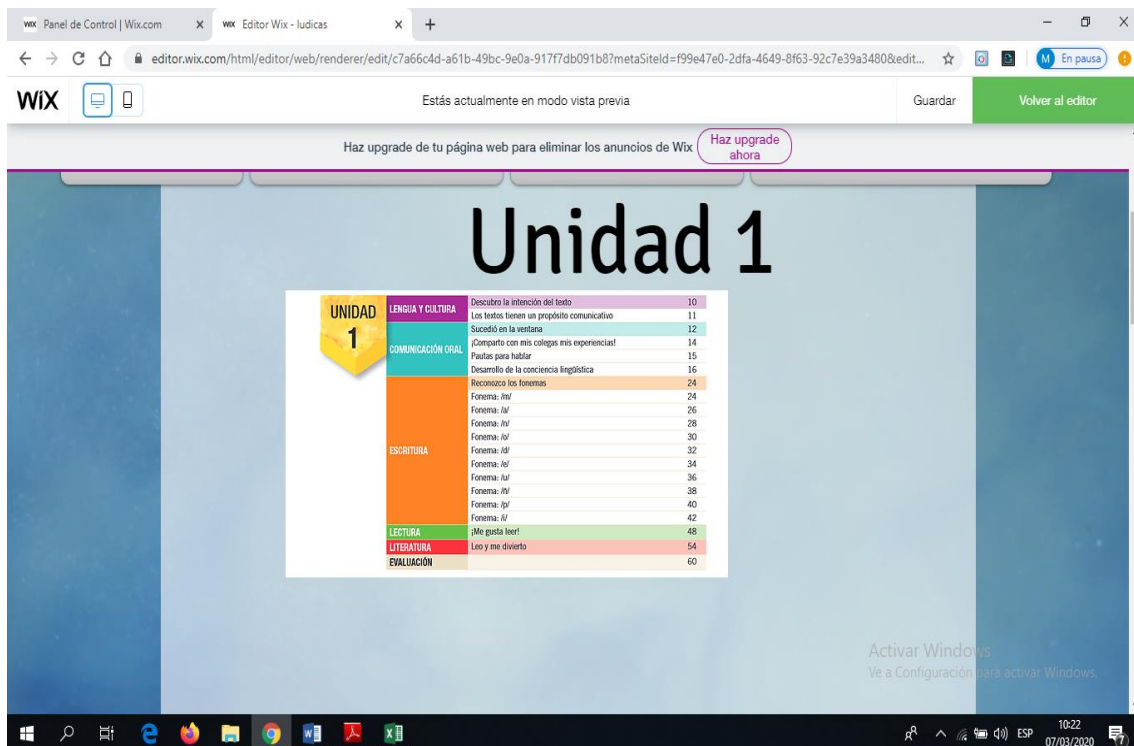 WiX Panel de Control | Wix.com
WiX Editor Wix - ludicas
editor.wix.com/html/editor/web/renderer/edit/c7a66c4d-a61b-49bc-9e0a-917f7db091b8?metaSiteId=f99e47e0-2dfa-4649-8f63-92c7e39a3480&edit...
M En pausa
WiX
Estás actualmente en modo vista previa
Guardar
Volver al editor
Haz upgrade de tu página web para eliminar los anuncios de Wix
Haz upgrade
ahora
Unidad 1
UNIDAD
1
LENGUA Y CULTURA
Descubro la intención del texto 10
Los textos tienen un propósito comunicativo 11
COMUNICACIÓN ORAL
Sucedió en la ventana 12
¡Comparto con mis colegas mis experiencias! 14
Pautas para hablar 15
Desarrollo de la conciencia lingüística 16
ESCRITURA
Reconozco los fonemas 24
Fonema: /m/ 24
Fonema: /a/ 26
Fonema: /n/ 28
Fonema: /o/ 30
Fonema: /d/ 32
Fonema: /e/ 34
Fonema: /u/ 36
Fonema: 38
Fonema: /p/ 40
Fonema: /i/ 42
LECTURA ¡Me gusta leer! 48
LITERATURA Leo y me divierto 54
EVALUACIÓN 60
Activar Windows
Ve a Configuración para activar Windows.
ESP
10:22
07/03/2020
7